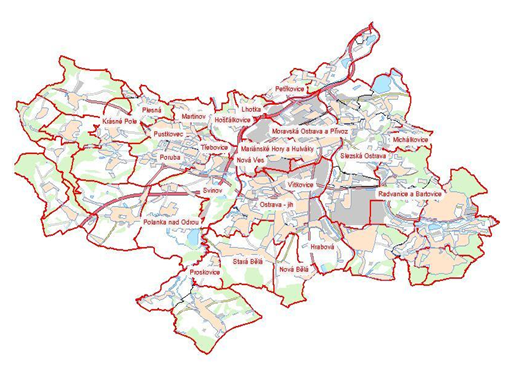 Petřkovice
Lhotka
Plesná
Martinov
Hošťálkovice
Krásné Pole
Pustkovec
Moravská Ostrava a Přívoz
Michálkovice
Třebovice
Mariánské Hory a Hulváky
Poruba
Nová Ves
Slezská Ostrava
Svinov
Vítkovice
Radvanice a Bartovice
Ostrava - jih
Polanka nad Odrou
Hrabová
Stará Bělá
Nová Bělá
Proskovice